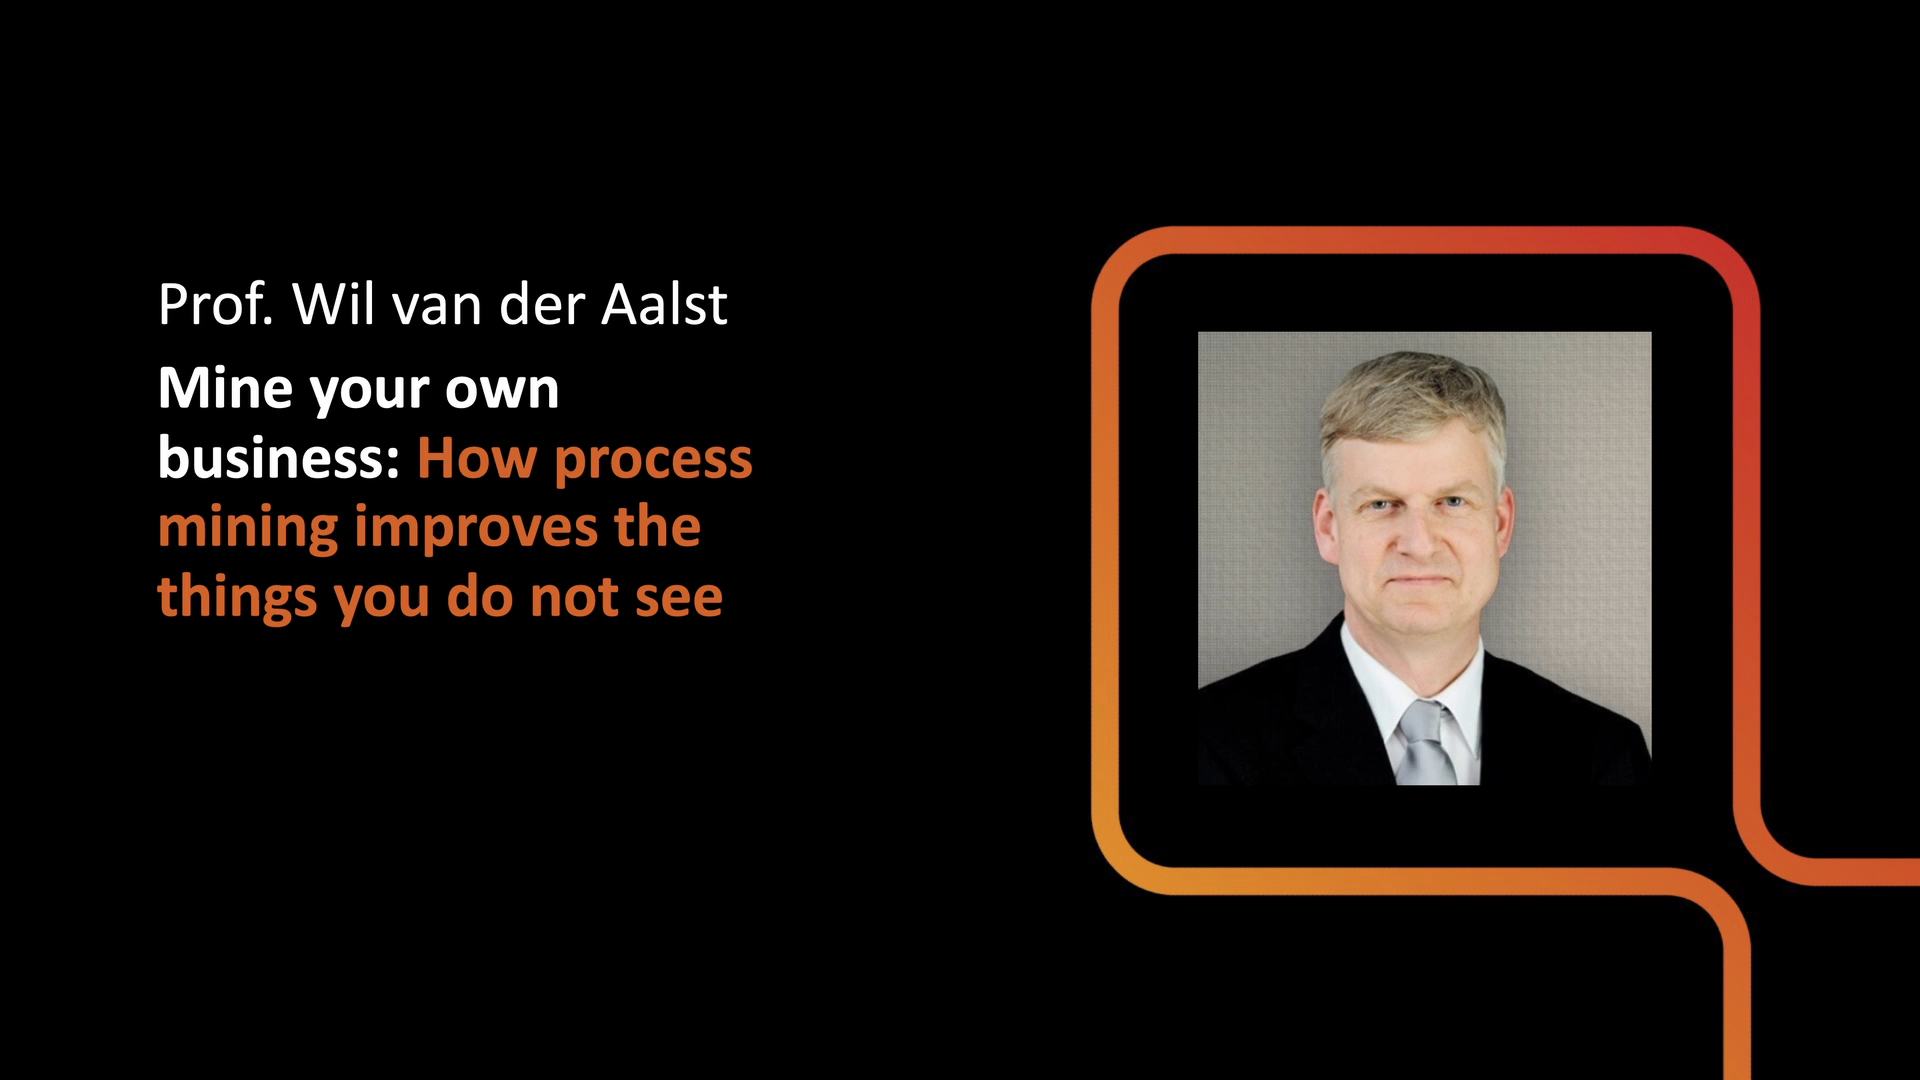 Prof. Wil van der Aalst
Mine your own
business: How process
mining improves the
things you do not see